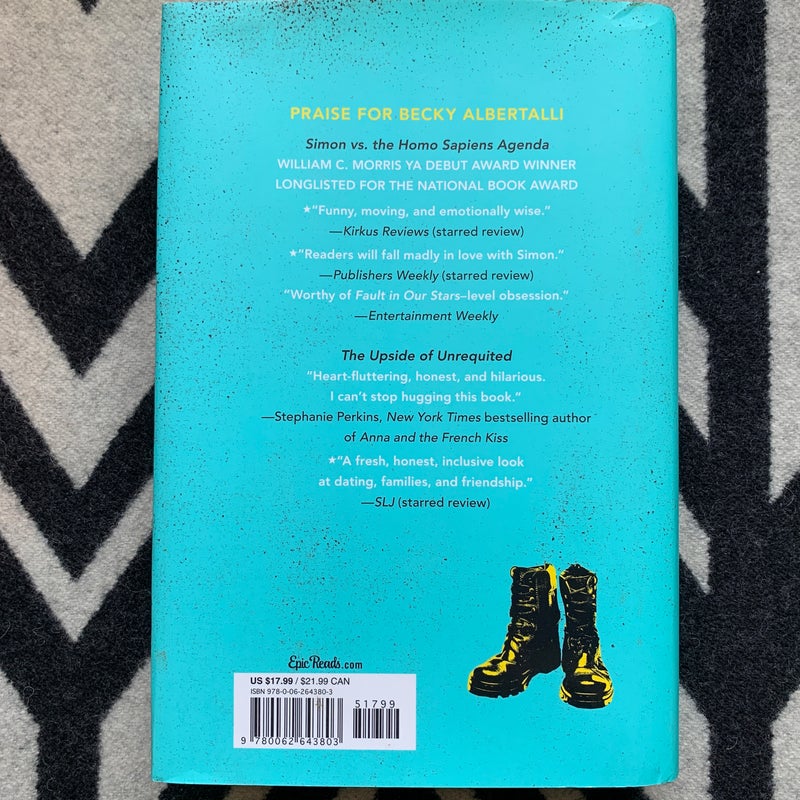 PRAISE FOR BECKY ALBERTALLI
Simon vs. the Homo Sapiens Agenda
WILLIAM C. MORRIS YA DEBUT AWARD WINNER
LONGLISTED FOR THE NATIONAL BOOK AWARD
★“Funny, moving, and emotionally wise.”
—Kirkus Reviews (starred review)
★“Readers will fall madly in love with Simon.”
—Publishers Weekly (starred review)
“Worthy of Fault in Our Stars–level obsession.”
—Entertainment Weekly
The Upside of Unrequited
“Heart-fluttering, honest, and hilarious.
I can’t stop hugging this book.”
—Stephanie Perkins, New York Times bestselling author
of Anna and the French Kiss
★“A fresh, honest, inclusive look
at dating, families, and friendship.”
—SLJ (starred review)
EpicReads.com
US $17.99 / $21.99 CAN
ISBN 978-0-06-264380-3
51799
9 780062 643803